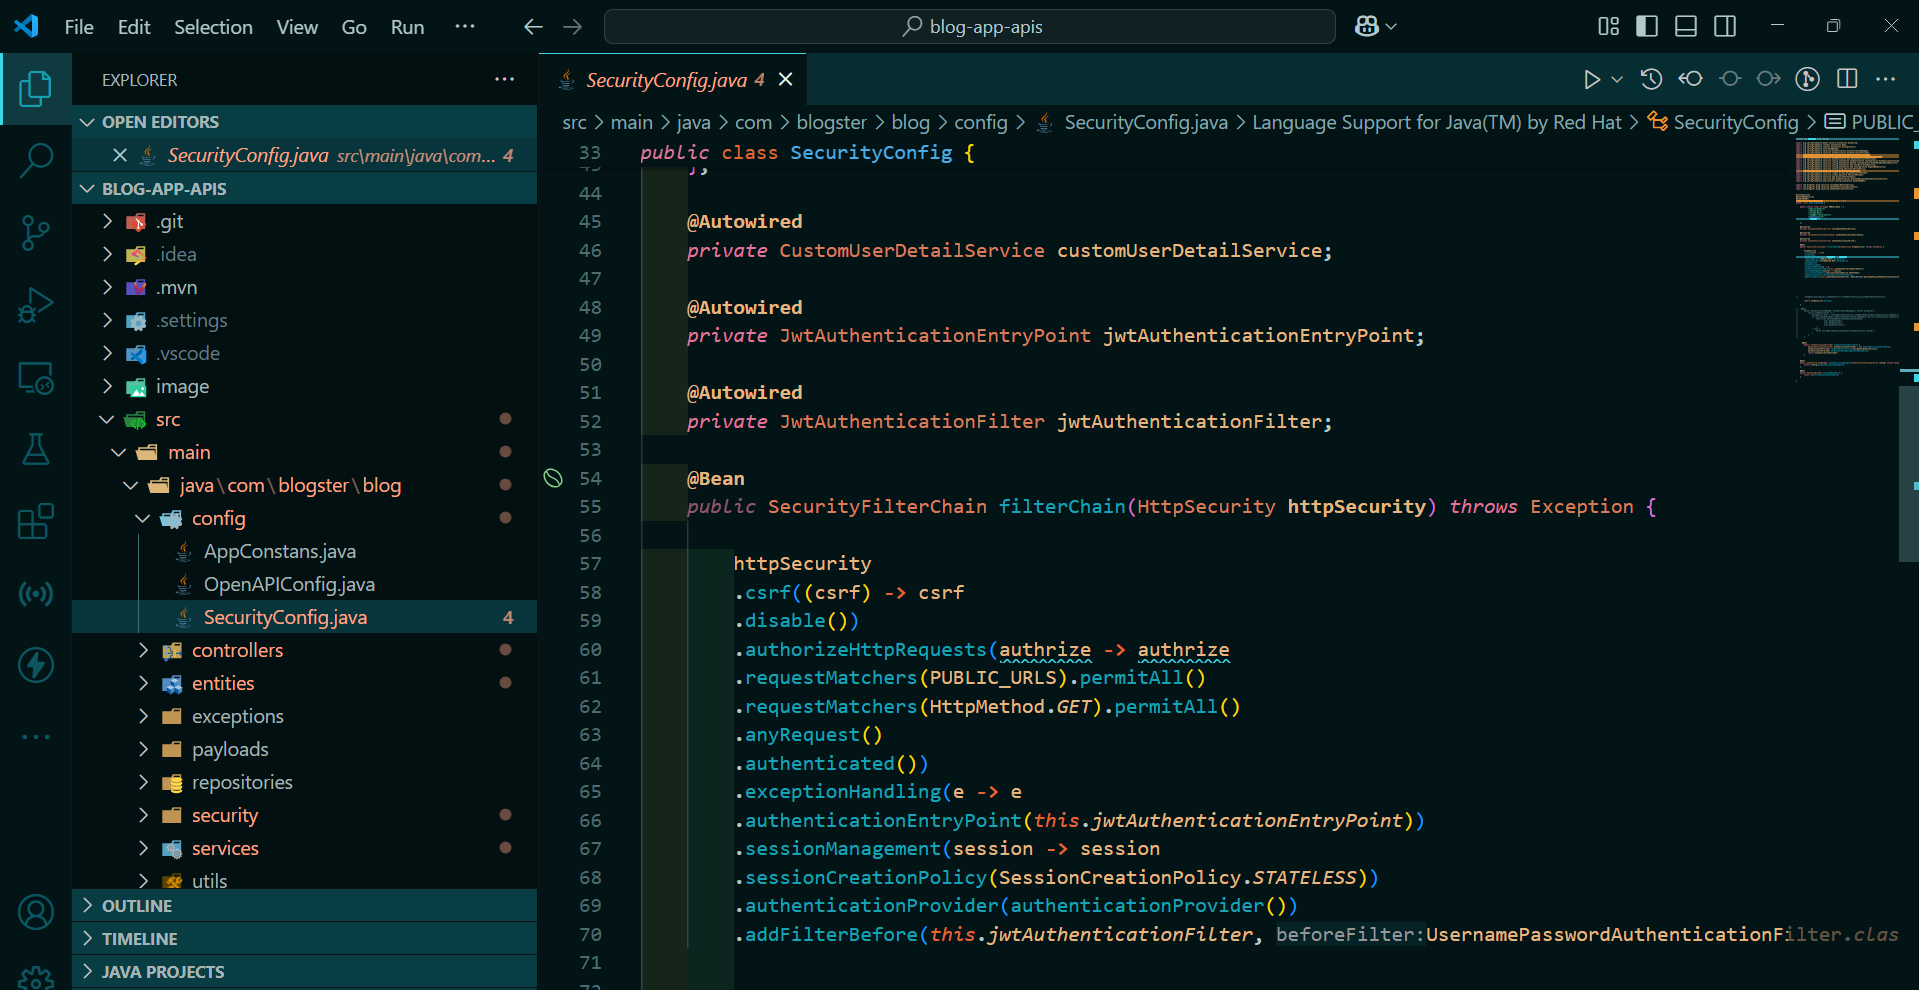 File Edit Selection View Go Run ···
blog-app-apis
EXPLORER
OPEN EDITORS
SecurityConfig.java src\main\java\com... 4
BLOG-APP-APIS
.git
.idea
.mvn
.settings
.vscode
image
src
main
java\com\blogster\blog
config
AppConstans.java
OpenAPIConfig.java
SecurityConfig.java 4
controllers
entities
exceptions
payloads
repositories
security
services
utils
OUTLINE
TIMELINE
JAVA PROJECTS
SecurityConfig.java 4
src > main > java > com > blogster > blog > config > SecurityConfig.java > Language Support for Java(TM) by Red Hat > SecurityConfig > PUBLIC_
33 public class SecurityConfig {
43 };
44
45 @Autowired
46 private CustomUserDetailService customUserDetailService;
47
48 @Autowired
49 private JwtAuthenticationEntryPoint jwtAuthenticationEntryPoint;
50
51 @Autowired
52 private JwtAuthenticationFilter jwtAuthenticationFilter;
53
54 @Bean
55 public SecurityFilterChain filterChain(HttpSecurity httpSecurity) throws Exception {
56
57 httpSecurity
58 .csrf((csrf) -> csrf
59 .disable())
60 .authorizeHttpRequests(authrize -> authrize
61 .requestMatchers(PUBLIC_URLS).permitAll()
62 .requestMatchers(HttpMethod.GET).permitAll()
63 .anyRequest()
64 .authenticated())
65 .exceptionHandling(e -> e
66 .authenticationEntryPoint(this.jwtAuthenticationEntryPoint))
67 .sessionManagement(session -> session
68 .sessionCreationPolicy(SessionCreationPolicy.STATELESS))
69 .authenticationProvider(authenticationProvider())
70 .addFilterBefore(this.jwtAuthenticationFilter, beforeFilter:UsernamePasswordAuthenticationFilter.clas
71